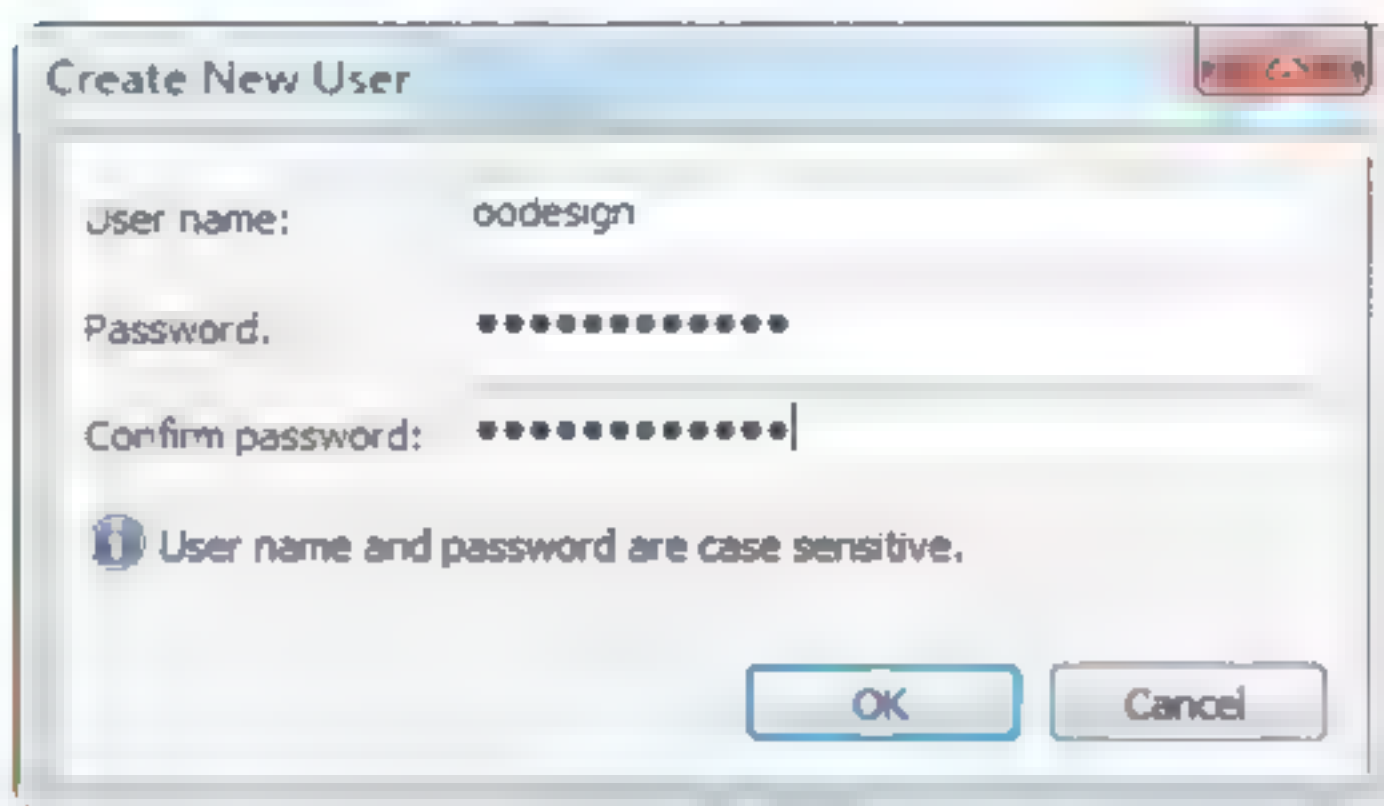 Create New User
User name: oodesign
Password: ••••••••••••
Confirm password: ••••••••••••
User name and password are case sensitive.
OK Cancel